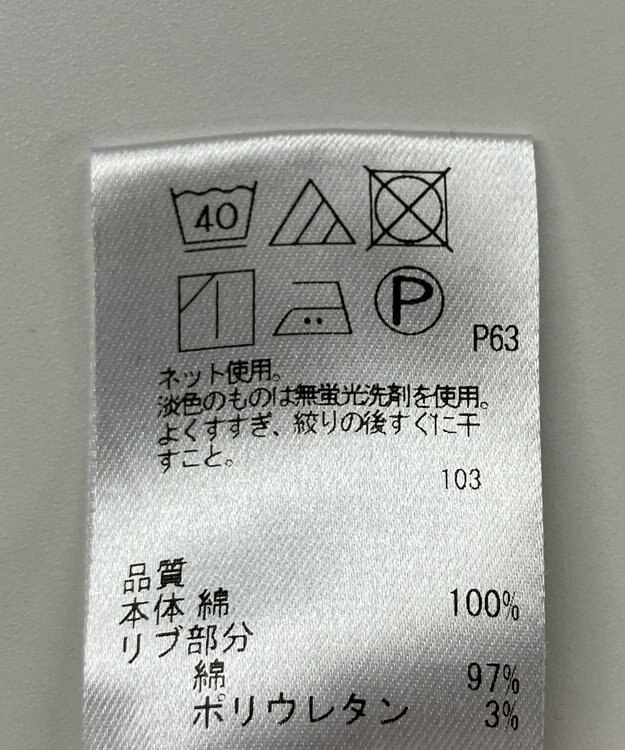 40
P
P63
ネット使用。
淡色のものは無蛍光洗剤を使用。
よくすすぎ、絞りの後すぐに干
すこと。
103
品質
本体 綿 100%
リブ部分
綿 97%
ポリウレタン 3%